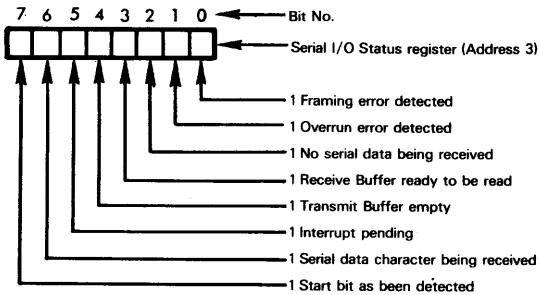 7 6 5 4 3 2 1 0 Bit No.
Serial I/O Status register (Address 3)
1 Framing error detected
1 Overrun error detected
1 No serial data being received
1 Receive Buffer ready to be read
1 Transmit Buffer empty
1 Interrupt pending
1 Serial data character being received
1 Start bit as been detected